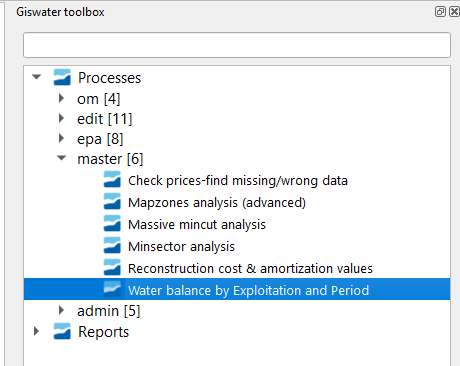 Giswater toolbox
Processes
om [4]
edit [11]
epa [8]
master [6]
Check prices-find missing/wrong data
Mapzones analysis (advanced)
Massive mincut analysis
Minsector analysis
Reconstruction cost & amortization values
Water balance by Exploitation and Period
admin [5]
Reports